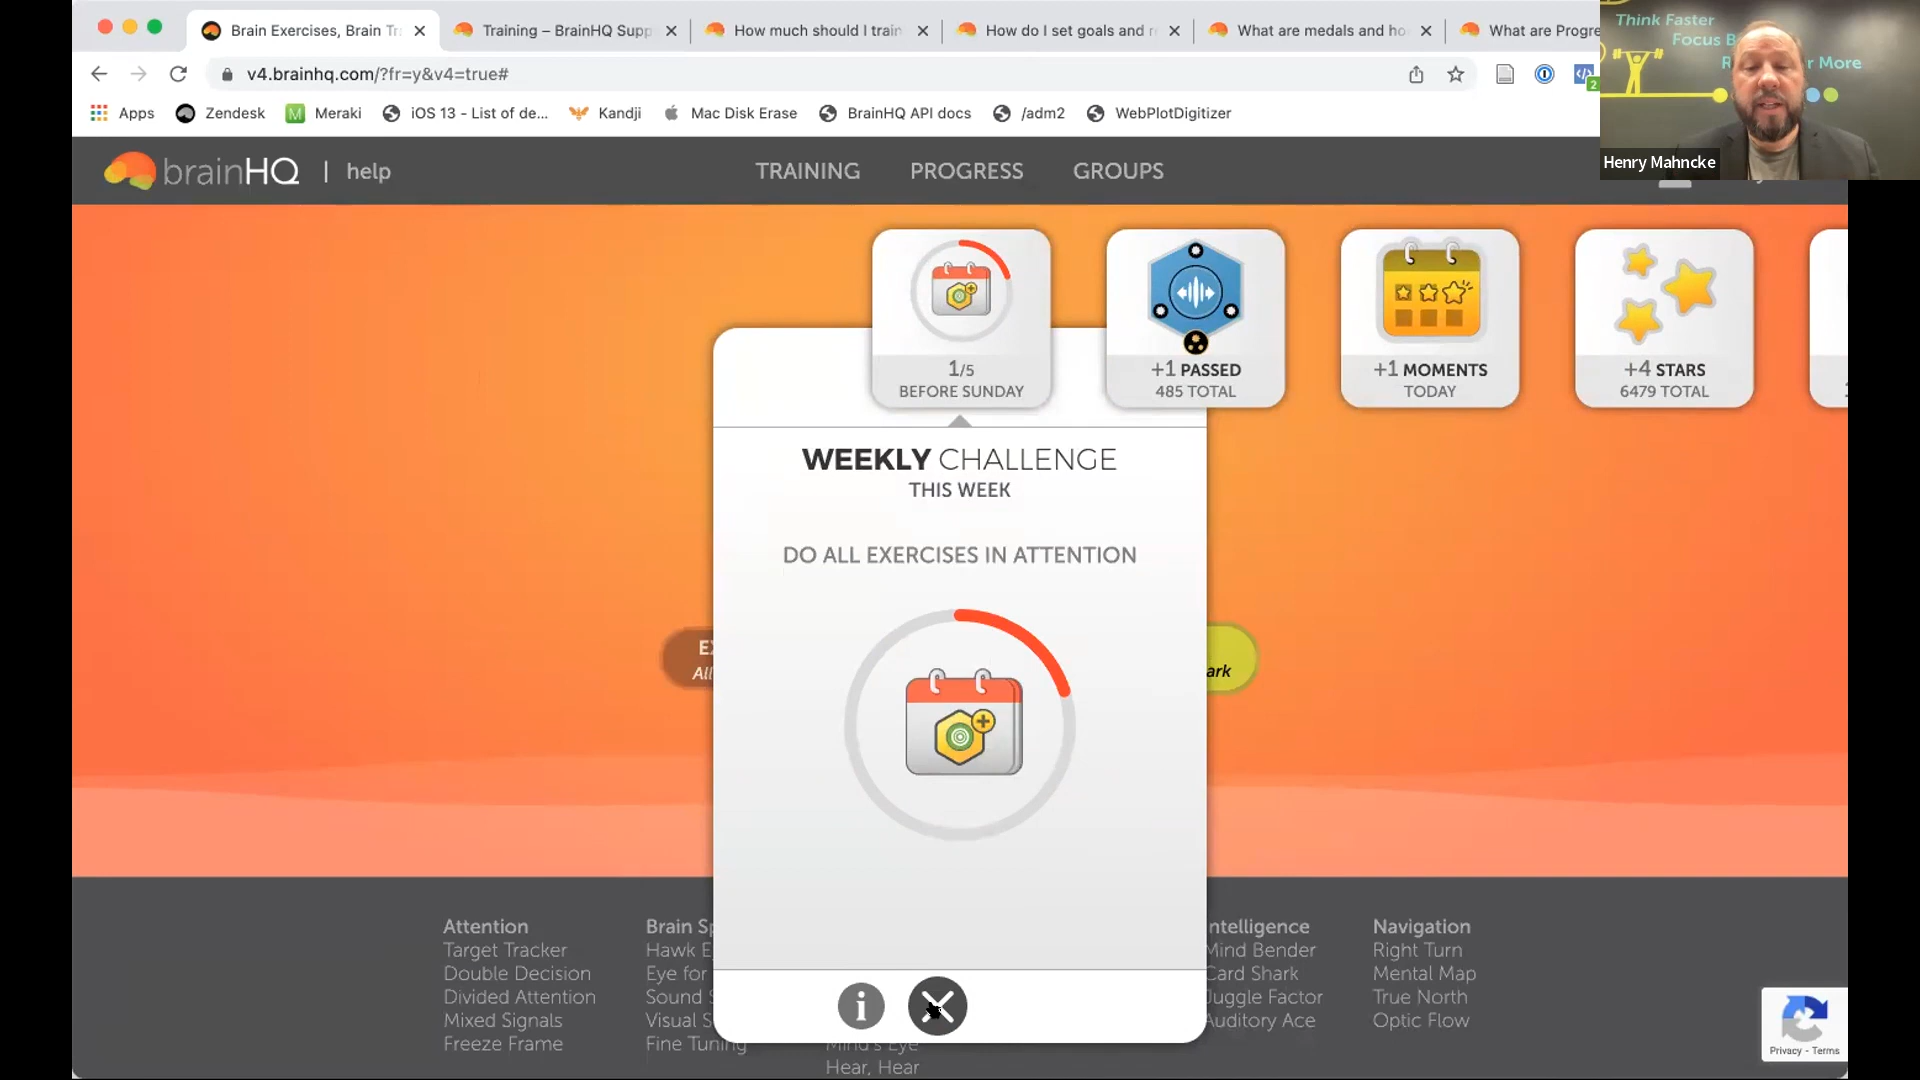 Brain Exercises, Brain Tr
Training – BrainHQ Supp
How much should I train
How do I set goals and r
What are medals and ho
What are Progre
v4.brainhq.com/?fr=y&v4=true#
2
Apps
Zendesk
M Meraki
iOS 13 - List of de...
Kandji
Mac Disk Erase
BrainHQ API docs
/adm2
WebPlotDigitizer
Think Faster
Focus B
R
r More
Henry Mahncke
brainHQ | help
TRAINING
PROGRESS
GROUPS
1/5
BEFORE SUNDAY
+1 PASSED
485 TOTAL
+1 MOMENTS
TODAY
+4 STARS
6479 TOTAL
WEEKLY CHALLENGE
THIS WEEK
DO ALL EXERCISES IN ATTENTION
All
ark
Attention
Target Tracker
Double Decision
Divided Attention
Mixed Signals
Freeze Frame
Brain Sp
Hawk E
Eye for
Sound S
Visual S
Fine Tuning
Mind's Eye
Hear, Hear
ntelligence
Mind Bender
Card Shark
Juggle Factor
Auditory Ace
Navigation
Right Turn
Mental Map
True North
Optic Flow
Privacy - Terms